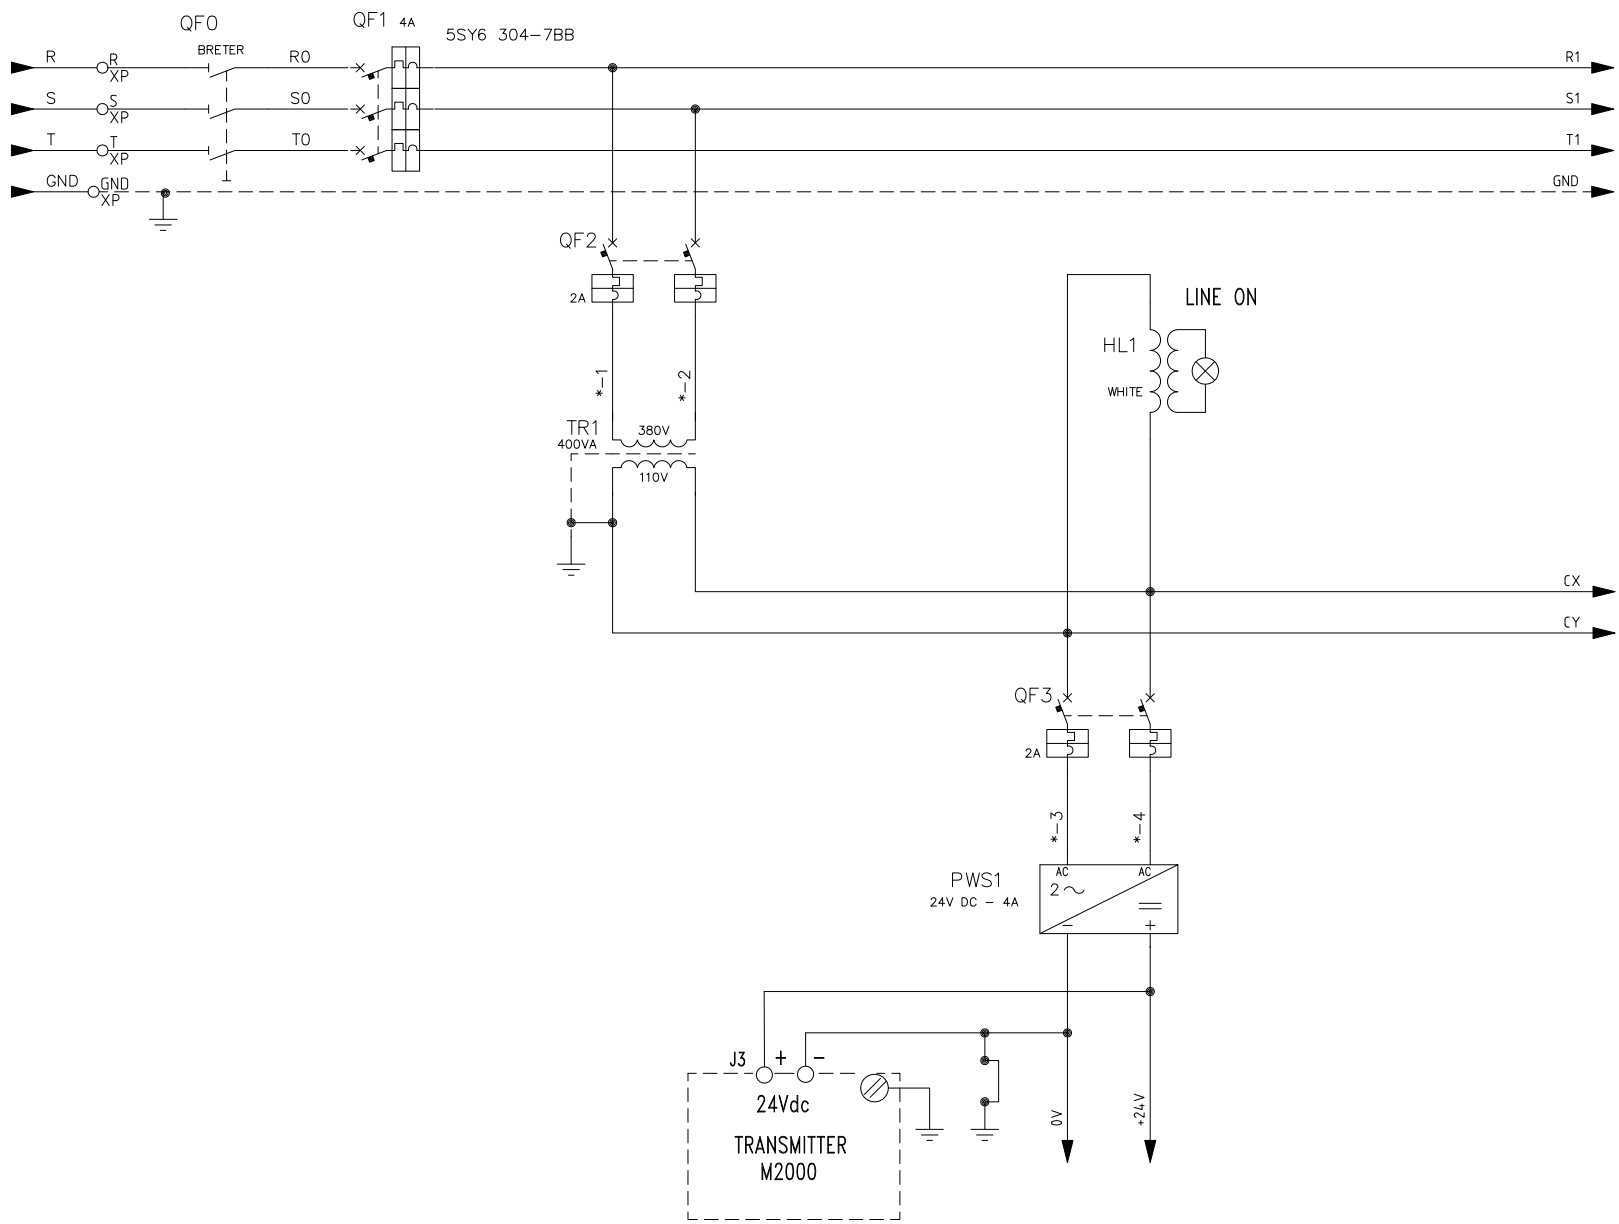 QF0
BRETER
QF1 4A
5SY6 304-7BB
R
R
XP
R0
R1
S
S
XP
S0
S1
T
T
XP
T0
T1
GND
GND
XP
GND
QF2
2A
LINE ON
HL1
WHITE
*-1
*-2
TR1
400VA
380V
110V
CX
CY
QF3
2A
*-3
*-4
PWS1
24V DC - 4A
AC
AC
2~
-
+
J3
+
-
24Vdc
TRANSMITTER
M2000
0V
+24V